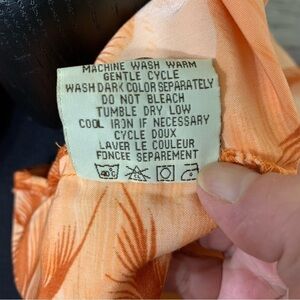 MACHINE WASH WARM
GENTLE CYCLE
WASH DARK COLOR SEPARATELY
DO NOT BLEACH
TUMBLE DRY LOW
COOL IRON IF NECESSARY
CYCLE DOUX
LAVER LE COULEUR
FONCEE SEPAREMENT